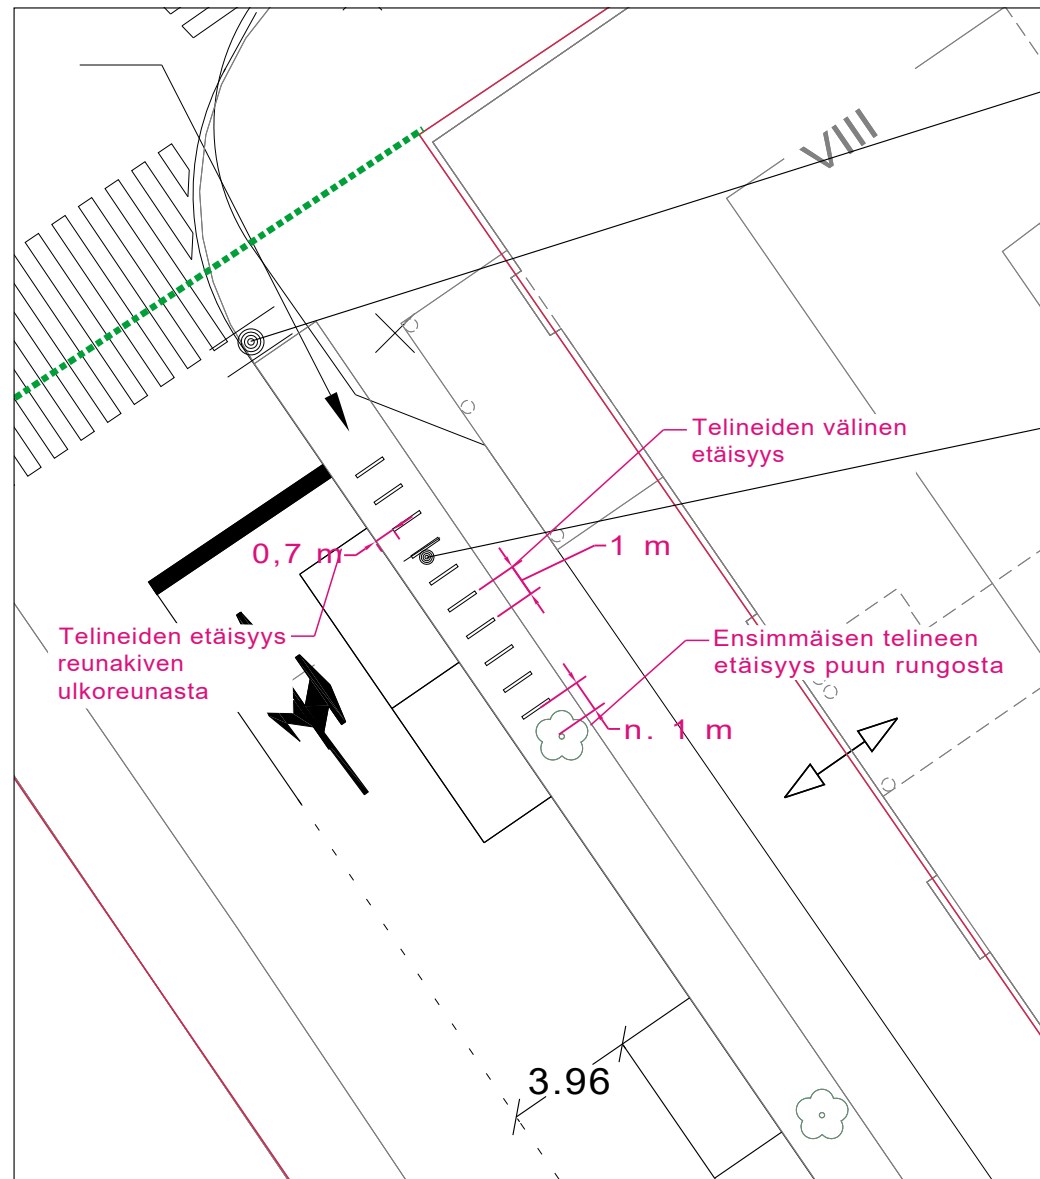 VIII
Telineiden välinen
etäisyys
0,7 m
1 m
Telineiden etäisyys
reunakiven
ulkoreunasta
Ensimmäisen telineen
etäisyys puun rungosta
n. 1 m
3.96